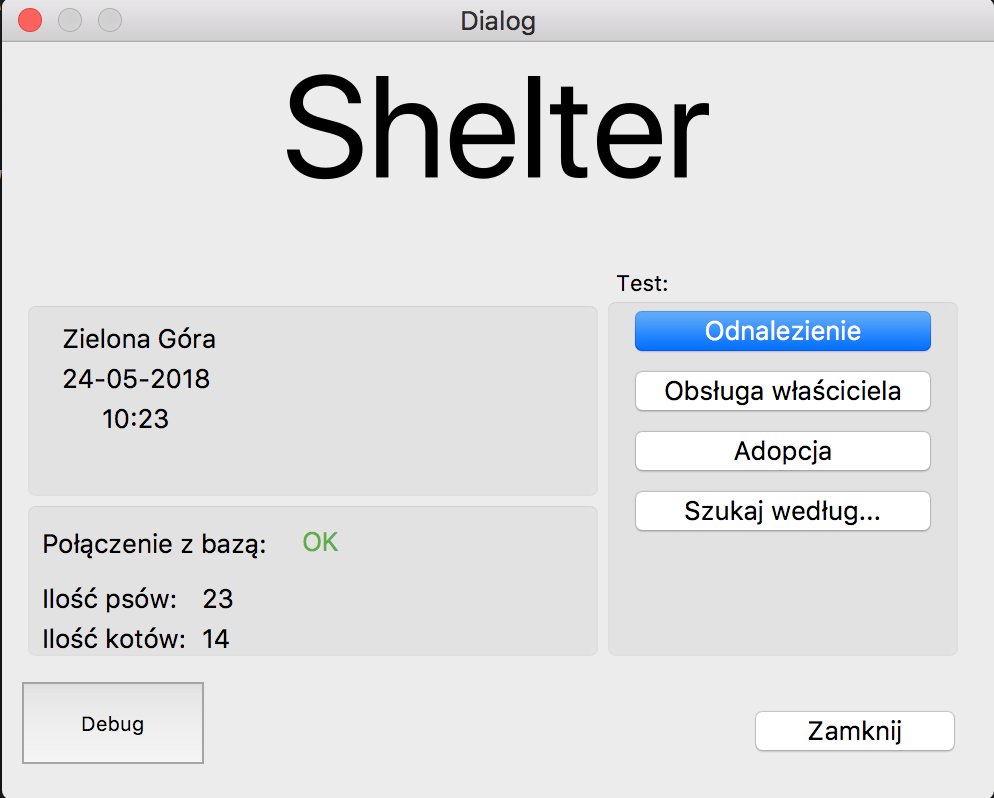 Dialog
Shelter
Zielona Góra
24-05-2018
10:23
Połączenie z bazą: OK
Ilość psów: 23
Ilość kotów: 14
Test:
Odnalezienie
Obsługa właściciela
Adopcja
Szukaj według...
Debug
Zamknij